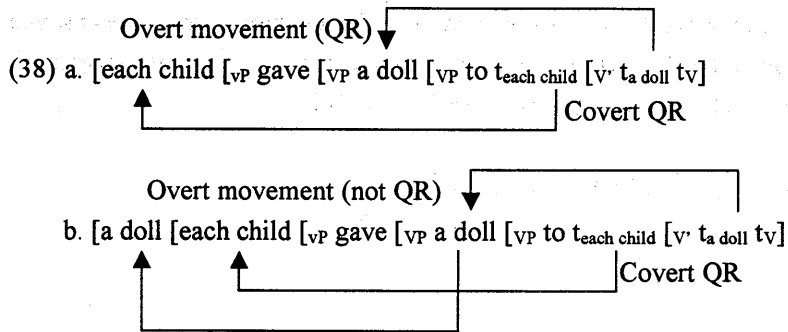 Overt movement (QR)
(38) a. [each child [vP gave [VP a doll [VP to teach child [V' ta doll tV]
Covert QR
Overt movement (not QR)
b. [a doll [each child [vP gave [VP a doll [VP to teach child [V' ta doll tV]
Covert QR